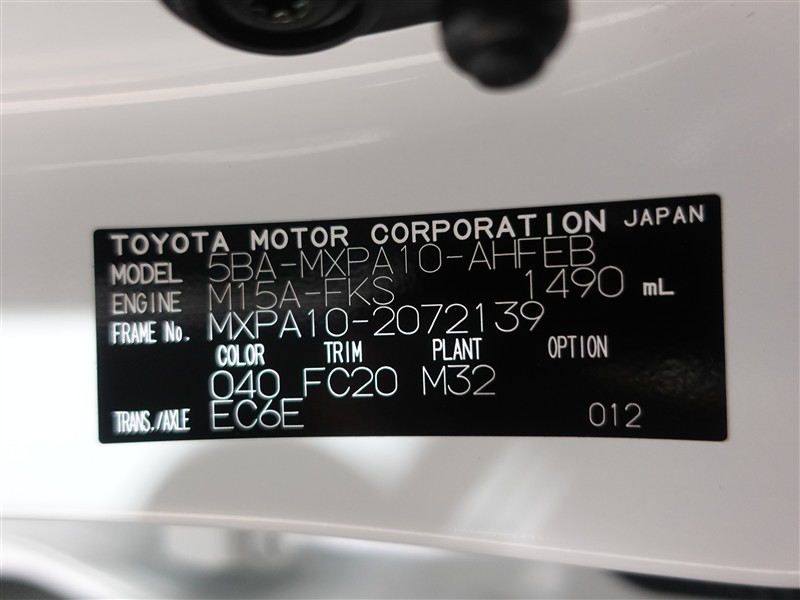 TOYOTA MOTOR CORPORATION JAPAN
MODEL 5BA-MXPA10-AHFEB
ENGINE M15A-FKS 1490 mL
FRAME No. MXPA10-2072139
COLOR TRIM PLANT OPTION
040 FC20 M32
TRANS./AXLE EC6E 012